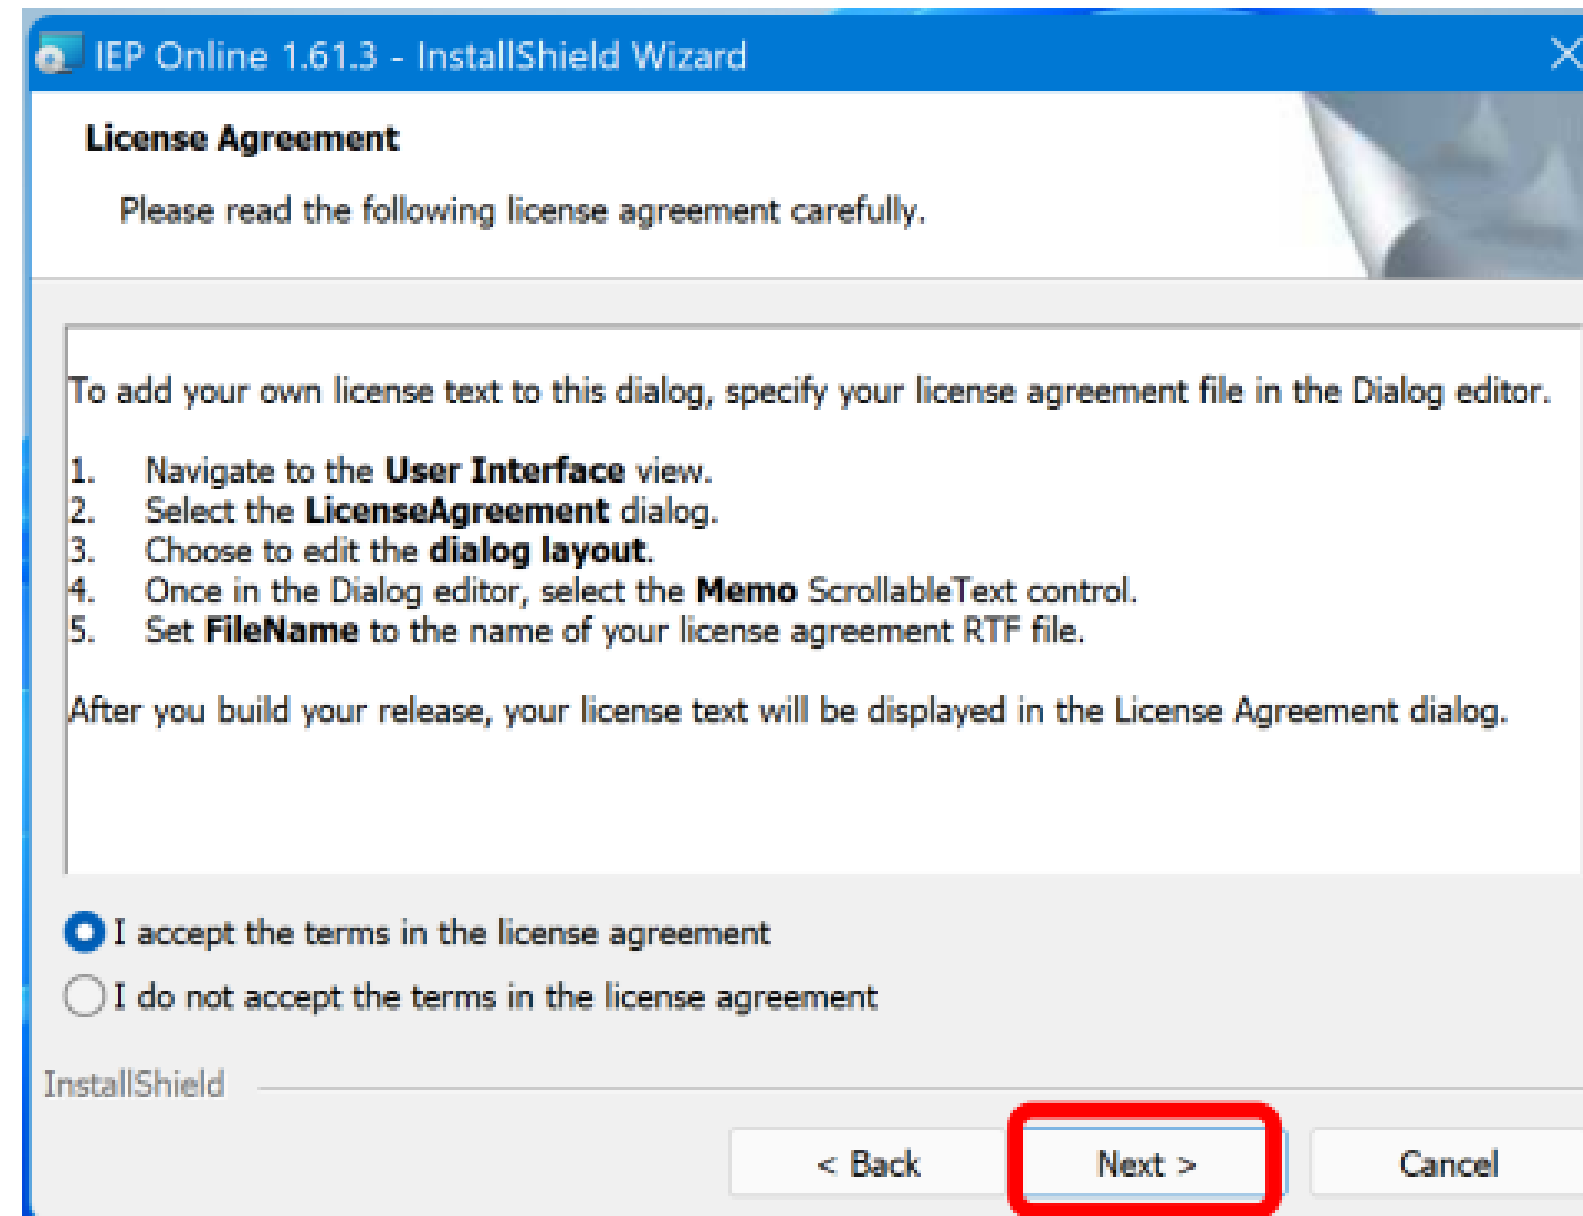 IEP Online 1.61.3 - InstallShield Wizard
License Agreement
Please read the following license agreement carefully.
To add your own license text to this dialog, specify your license agreement file in the Dialog editor.
1. Navigate to the User Interface view.
2. Select the LicenseAgreement dialog.
3. Choose to edit the dialog layout.
4. Once in the Dialog editor, select the Memo ScrollableText control.
5. Set FileName to the name of your license agreement RTF file.
After you build your release, your license text will be displayed in the License Agreement dialog.
I accept the terms in the license agreement
I do not accept the terms in the license agreement
InstallShield
< Back Next > Cancel